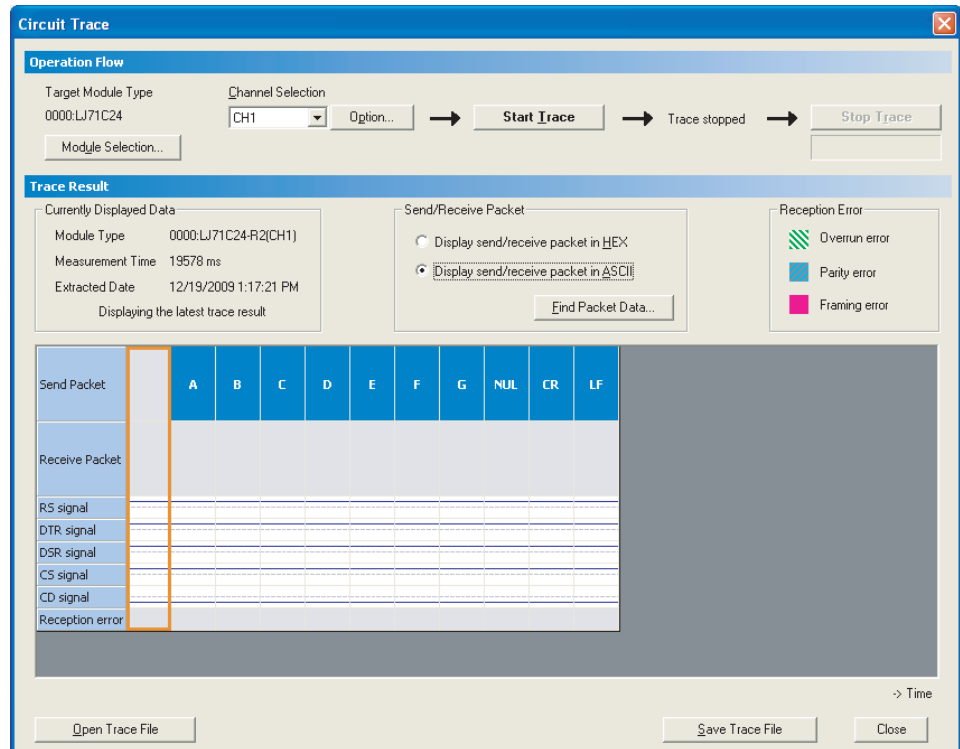 Circuit Trace
Operation Flow
Target Module Type
0000:LJ71C24
Module Selection...
Channel Selection
CH1
Option...
Start Trace
Trace stopped
Stop Trace
Trace Result
Currently Displayed Data
Module Type 0000:LJ71C24-R2(CH1)
Measurement Time 19578 ms
Extracted Date 12/19/2009 1:17:21 PM
Displaying the latest trace result
Send/Receive Packet
Display send/receive packet in HEX
Display send/receive packet in ASCII
Find Packet Data...
Reception Error
Overrun error
Parity error
Framing error
Send Packet A B C D E F G NUL CR LF
Receive Packet
RS signal
DTR signal
DSR signal
CS signal
CD signal
Reception error
-> Time
Open Trace File
Save Trace File
Close